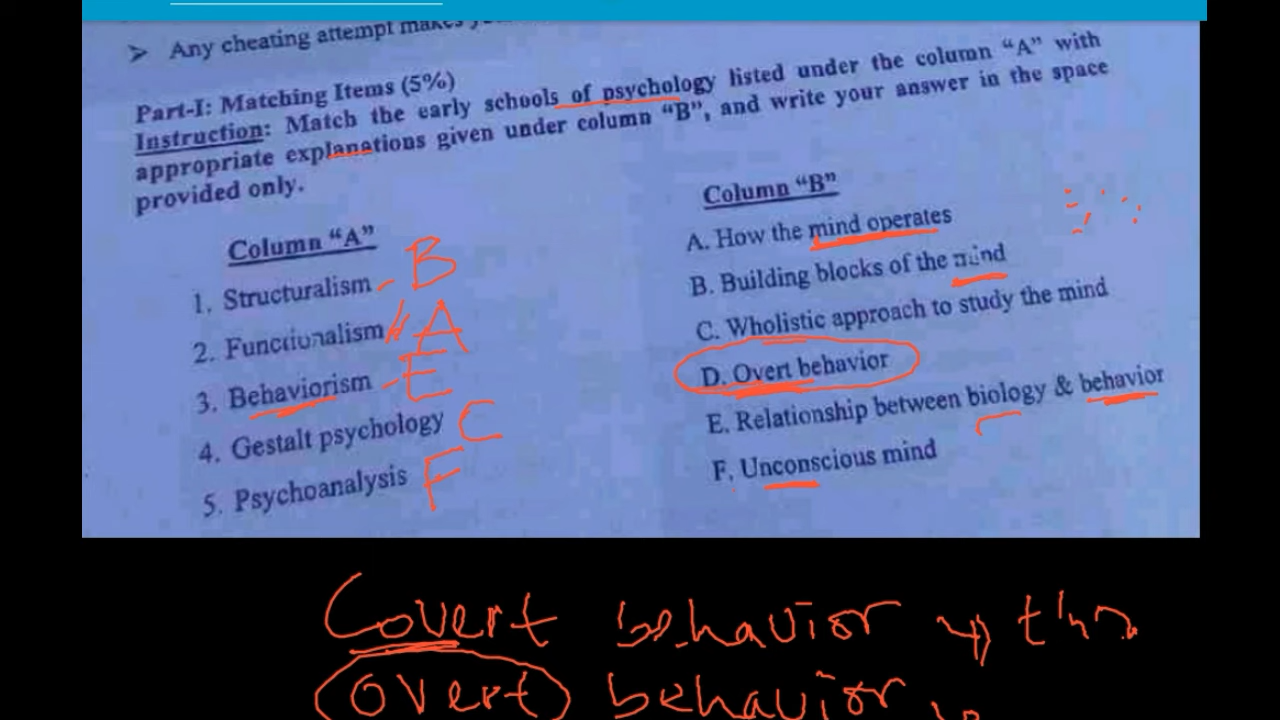 ➤ Any cheating attempt makes
Part-I: Matching Items (5%)
Instruction: Match the early schools of psychology listed under the column “A” with
appropriate explanations given under column “B”, and write your answer in the space
provided only.
Column “A”
1. Structuralism B
2. Functionalism A
3. Behaviorism E
4. Gestalt psychology C
5. Psychoanalysis F
Column “B”
A. How the mind operates
B. Building blocks of the mind
C. Wholistic approach to study the mind
D. Overt behavior
E. Relationship between biology & behavior
F. Unconscious mind
Covert behavior
Overt behavior